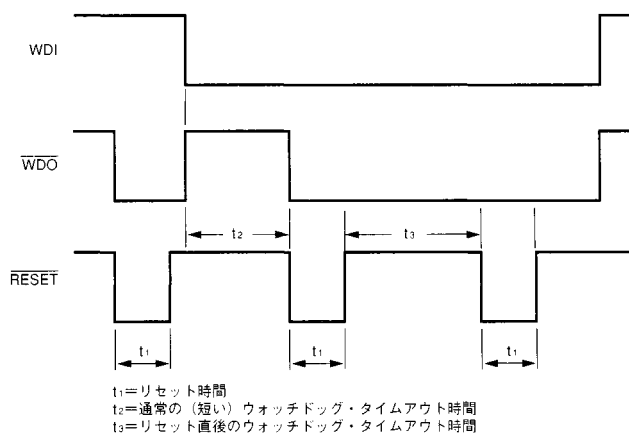 WDI
WDO
t₂
t₃
RESET
t₁
t₁
t₁
t₁=リセット時間
t₂=通常の（短い）ウォッチドッグ・タイムアウト時間
t₃=リセット直後のウォッチドッグ・タイムアウト時間